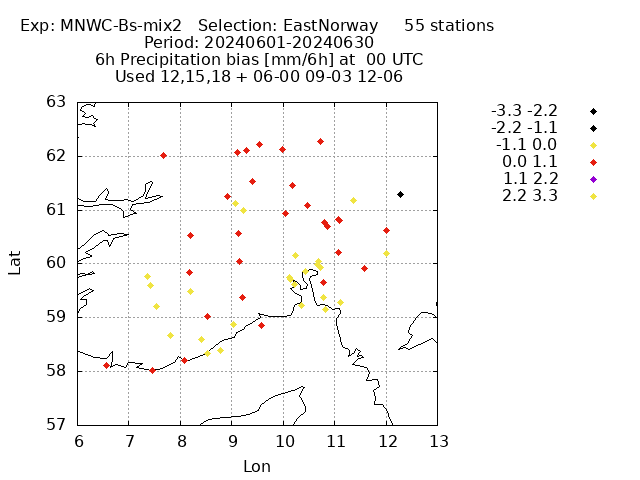 Exp: MNWC-Bs-mix2   Selection: EastNorway     55 stations
Period: 20240601-20240630
6h Precipitation bias [mm/6h] at  00 UTC
Used 12,15,18 + 06-00 09-03 12-06
63
62
61
60
59
58
57
Lat
6 7 8 9 10 11 12 13
Lon
-3.3 -2.2
-2.2 -1.1
-1.1 0.0
0.0 1.1
1.1 2.2
2.2 3.3